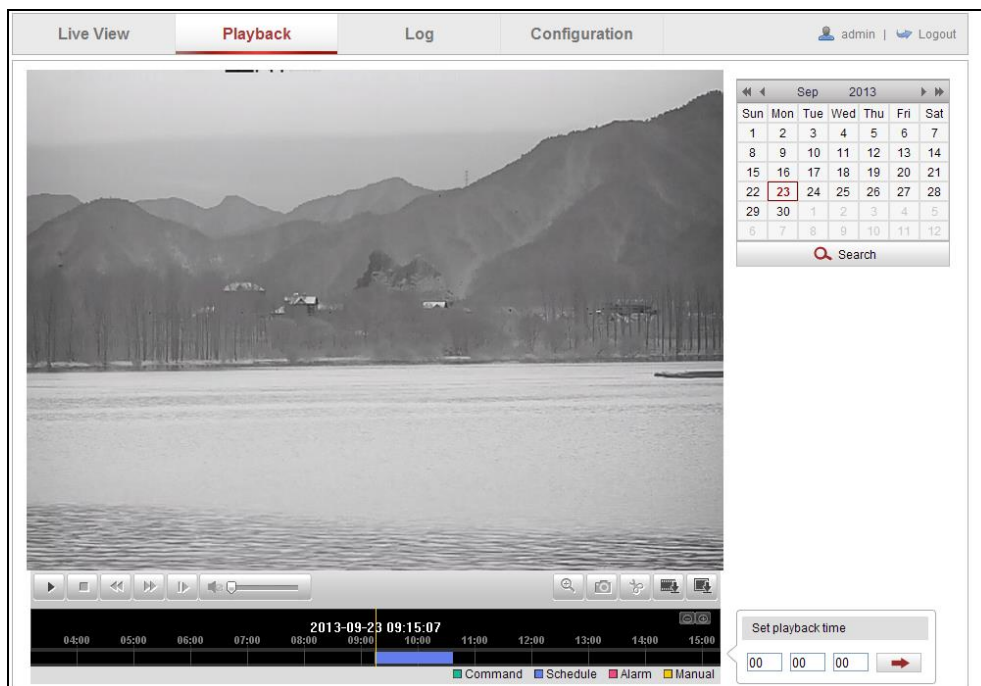 Live View Playback Log Configuration admin | Logout
Sep 2013
Sun Mon Tue Wed Thu Fri Sat
1 2 3 4 5 6 7
8 9 10 11 12 13 14
15 16 17 18 19 20 21
22 23 24 25 26 27 28
29 30 1 2 3 4 5
6 7 8 9 10 11 12
Search
2013-09-23 09:15:07
04:00 05:00 06:00 07:00 08:00 09:00 10:00 11:00 12:00 13:00 14:00 15:00
Command Schedule Alarm Manual
Set playback time
00 00 00